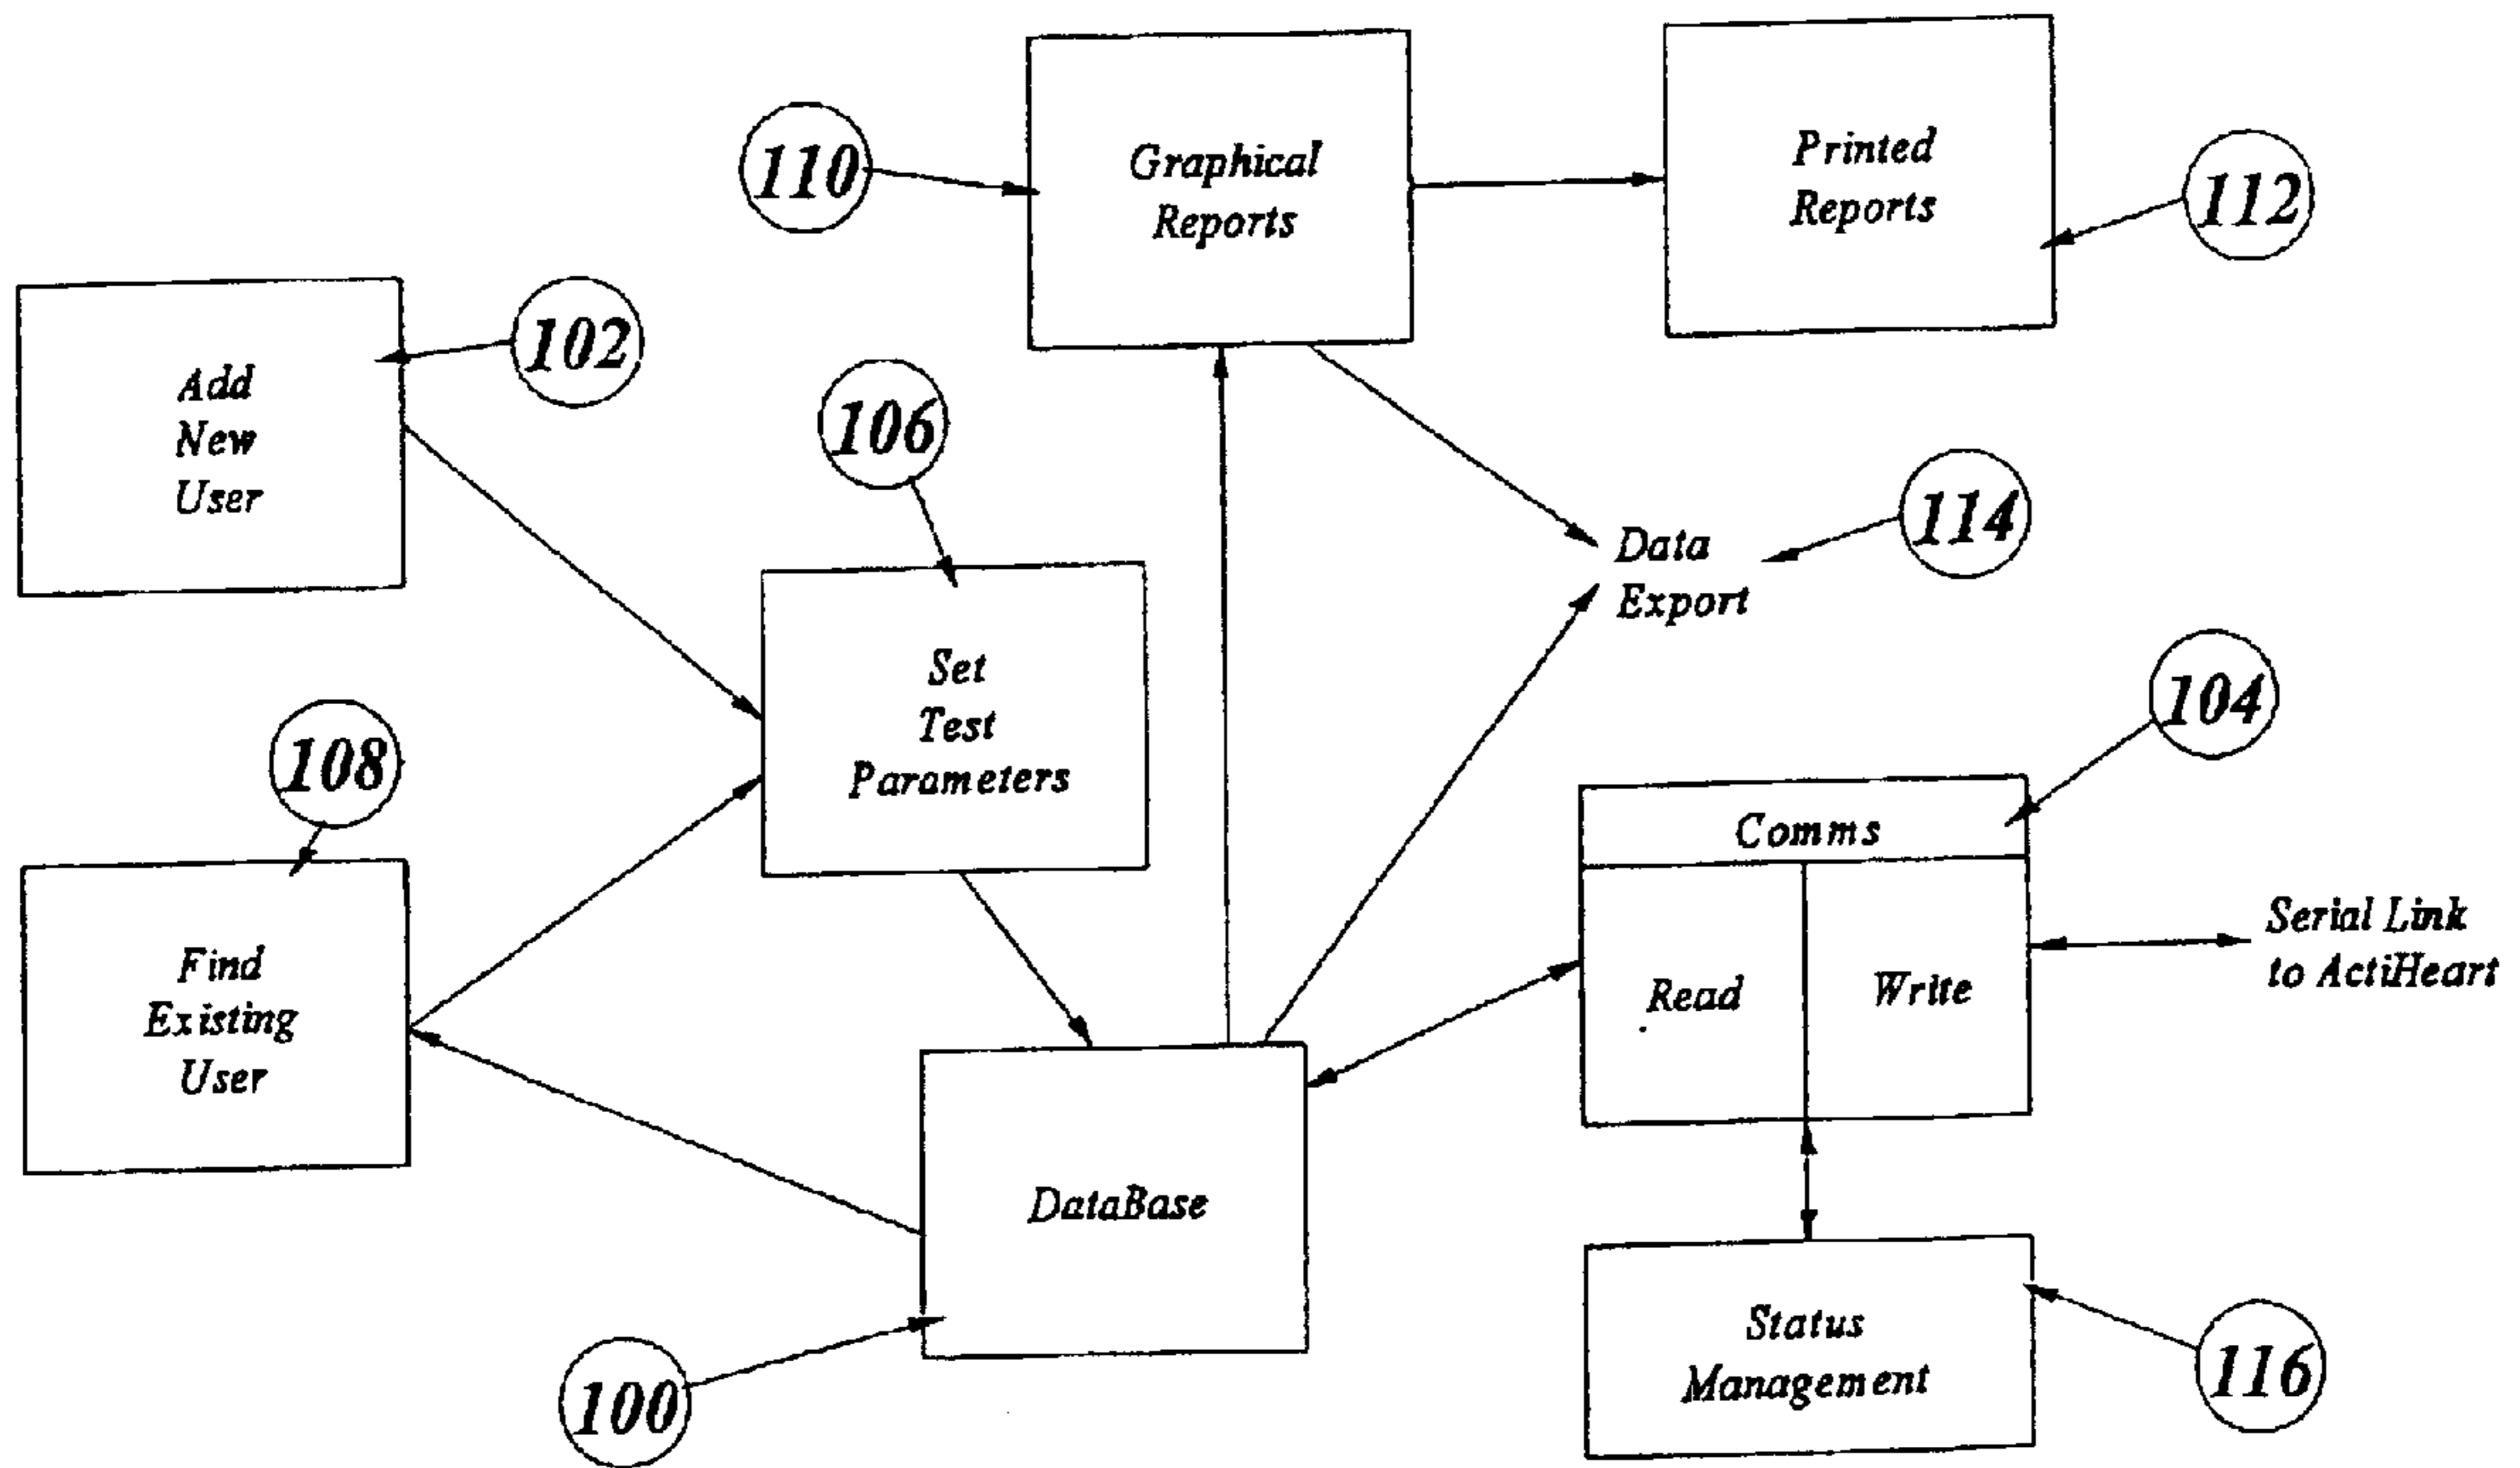 110
Graphical
Reports
Printed
Reports
112
102
Add
New
User
106
114
Data
Export
Set
Test
Parameters
104
108
Comms
Read
Write
Serial Link
to ActiHeart
Find
Existing
User
DataBase
Status
Management
116
100